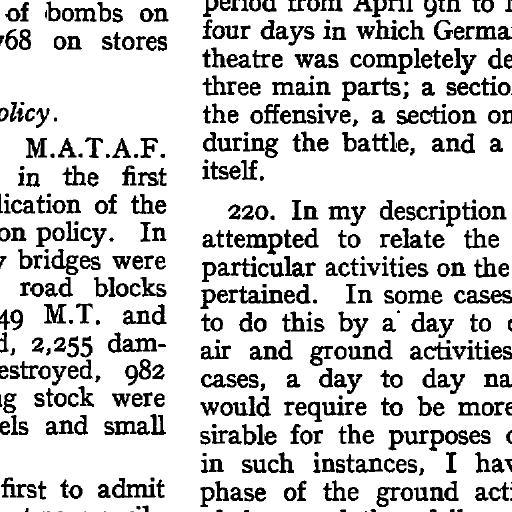 of bombs on
768 on stores
olicy.
M.A.T.A.F.
in the first
lication of the
on policy. In
bridges were
road blocks
49 M.T. and
d, 2,255 dam-
estroyed, 982
g stock were
els and small
first to admit
period from April 9th to
four days in which Germa
theatre was completely de
three main parts; a sectio
the offensive, a section on
during the battle, and a
itself.
220. In my description
attempted to relate the
particular activities on the
pertained. In some cases
to do this by a day to
air and ground activities
cases, a day to day na
would require to be more
sirable for the purposes
in such instances, I hav
phase of the ground acti